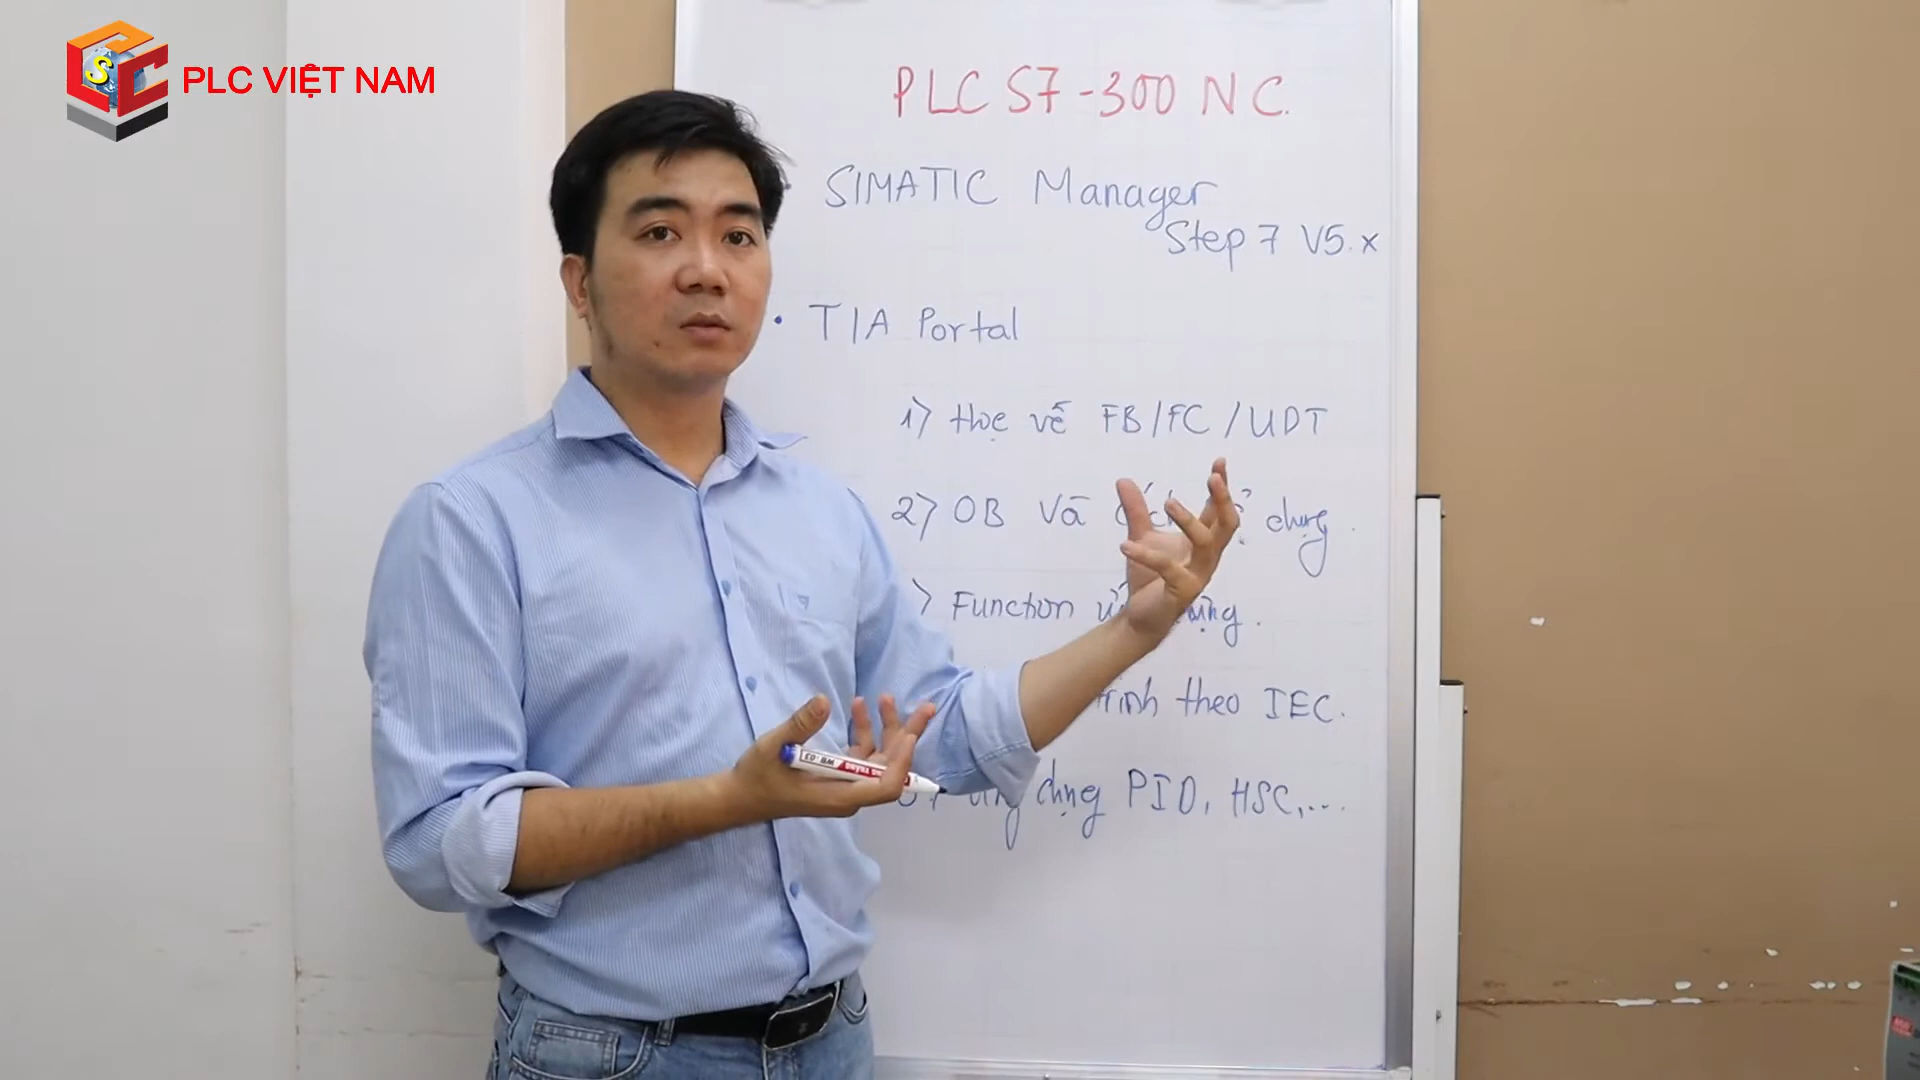 PLC VIỆT NAM
PLC S7-300 NC.
SIMATIC Manager
Step 7 V5.x
• TIA Portal
1) Học về FB/FC/UDT
2) OB và dụng.
Function
trình theo IEC.
dụng PID, HSC,...